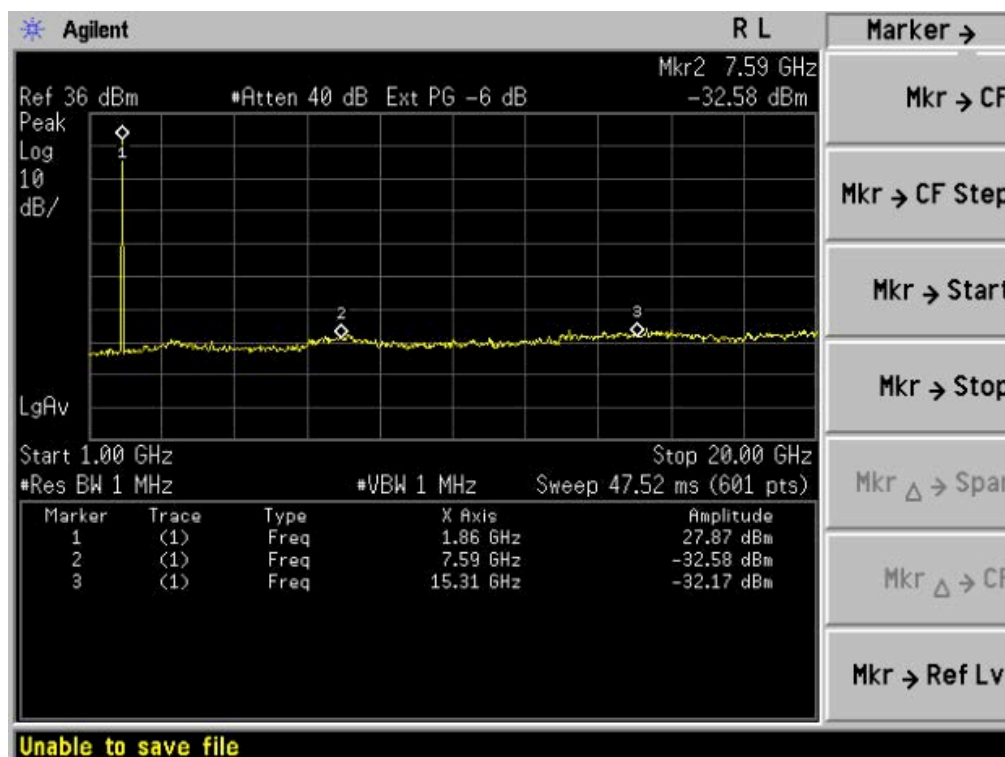 Agilent R L Marker →
Mkr2 7.59 GHz
Ref 36 dBm #Atten 40 dB Ext PG -6 dB -32.58 dBm
Peak
Log
10
dB/
1
2
3
LgAv
Start 1.00 GHz Stop 20.00 GHz
#Res BW 1 MHz #VBW 1 MHz Sweep 47.52 ms (601 pts)
Marker Trace Type X Axis Amplitude
1 (1) Freq 1.86 GHz 27.87 dBm
2 (1) Freq 7.59 GHz -32.58 dBm
3 (1) Freq 15.31 GHz -32.17 dBm
Mkr → CF
Mkr → CF Step
Mkr → Start
Mkr → Stop
Mkr △ → Span
Mkr △ → CF
Mkr → Ref Lv
Unable to save file